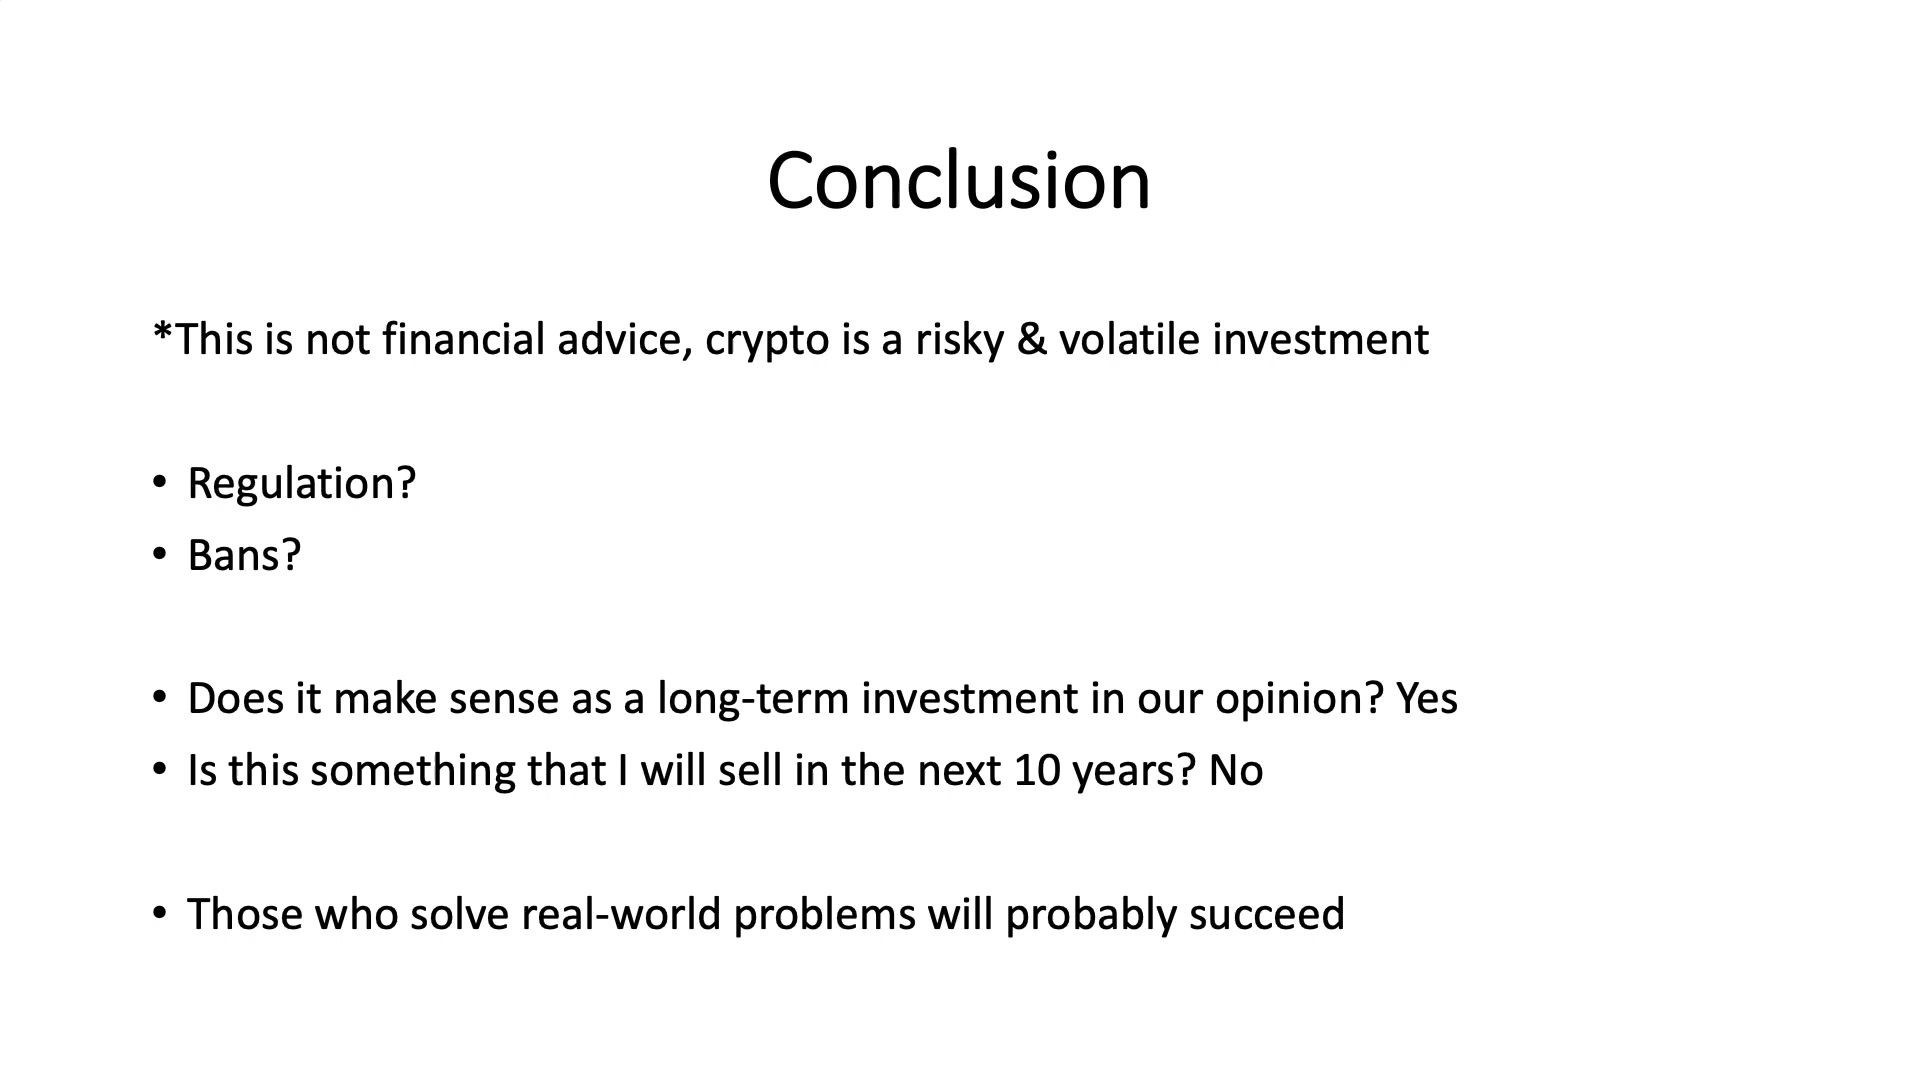 Conclusion
*This is not financial advice, crypto is a risky & volatile investment
• Regulation?
• Bans?
• Does it make sense as a long-term investment in our opinion? Yes
• Is this something that I will sell in the next 10 years? No
• Those who solve real-world problems will probably succeed